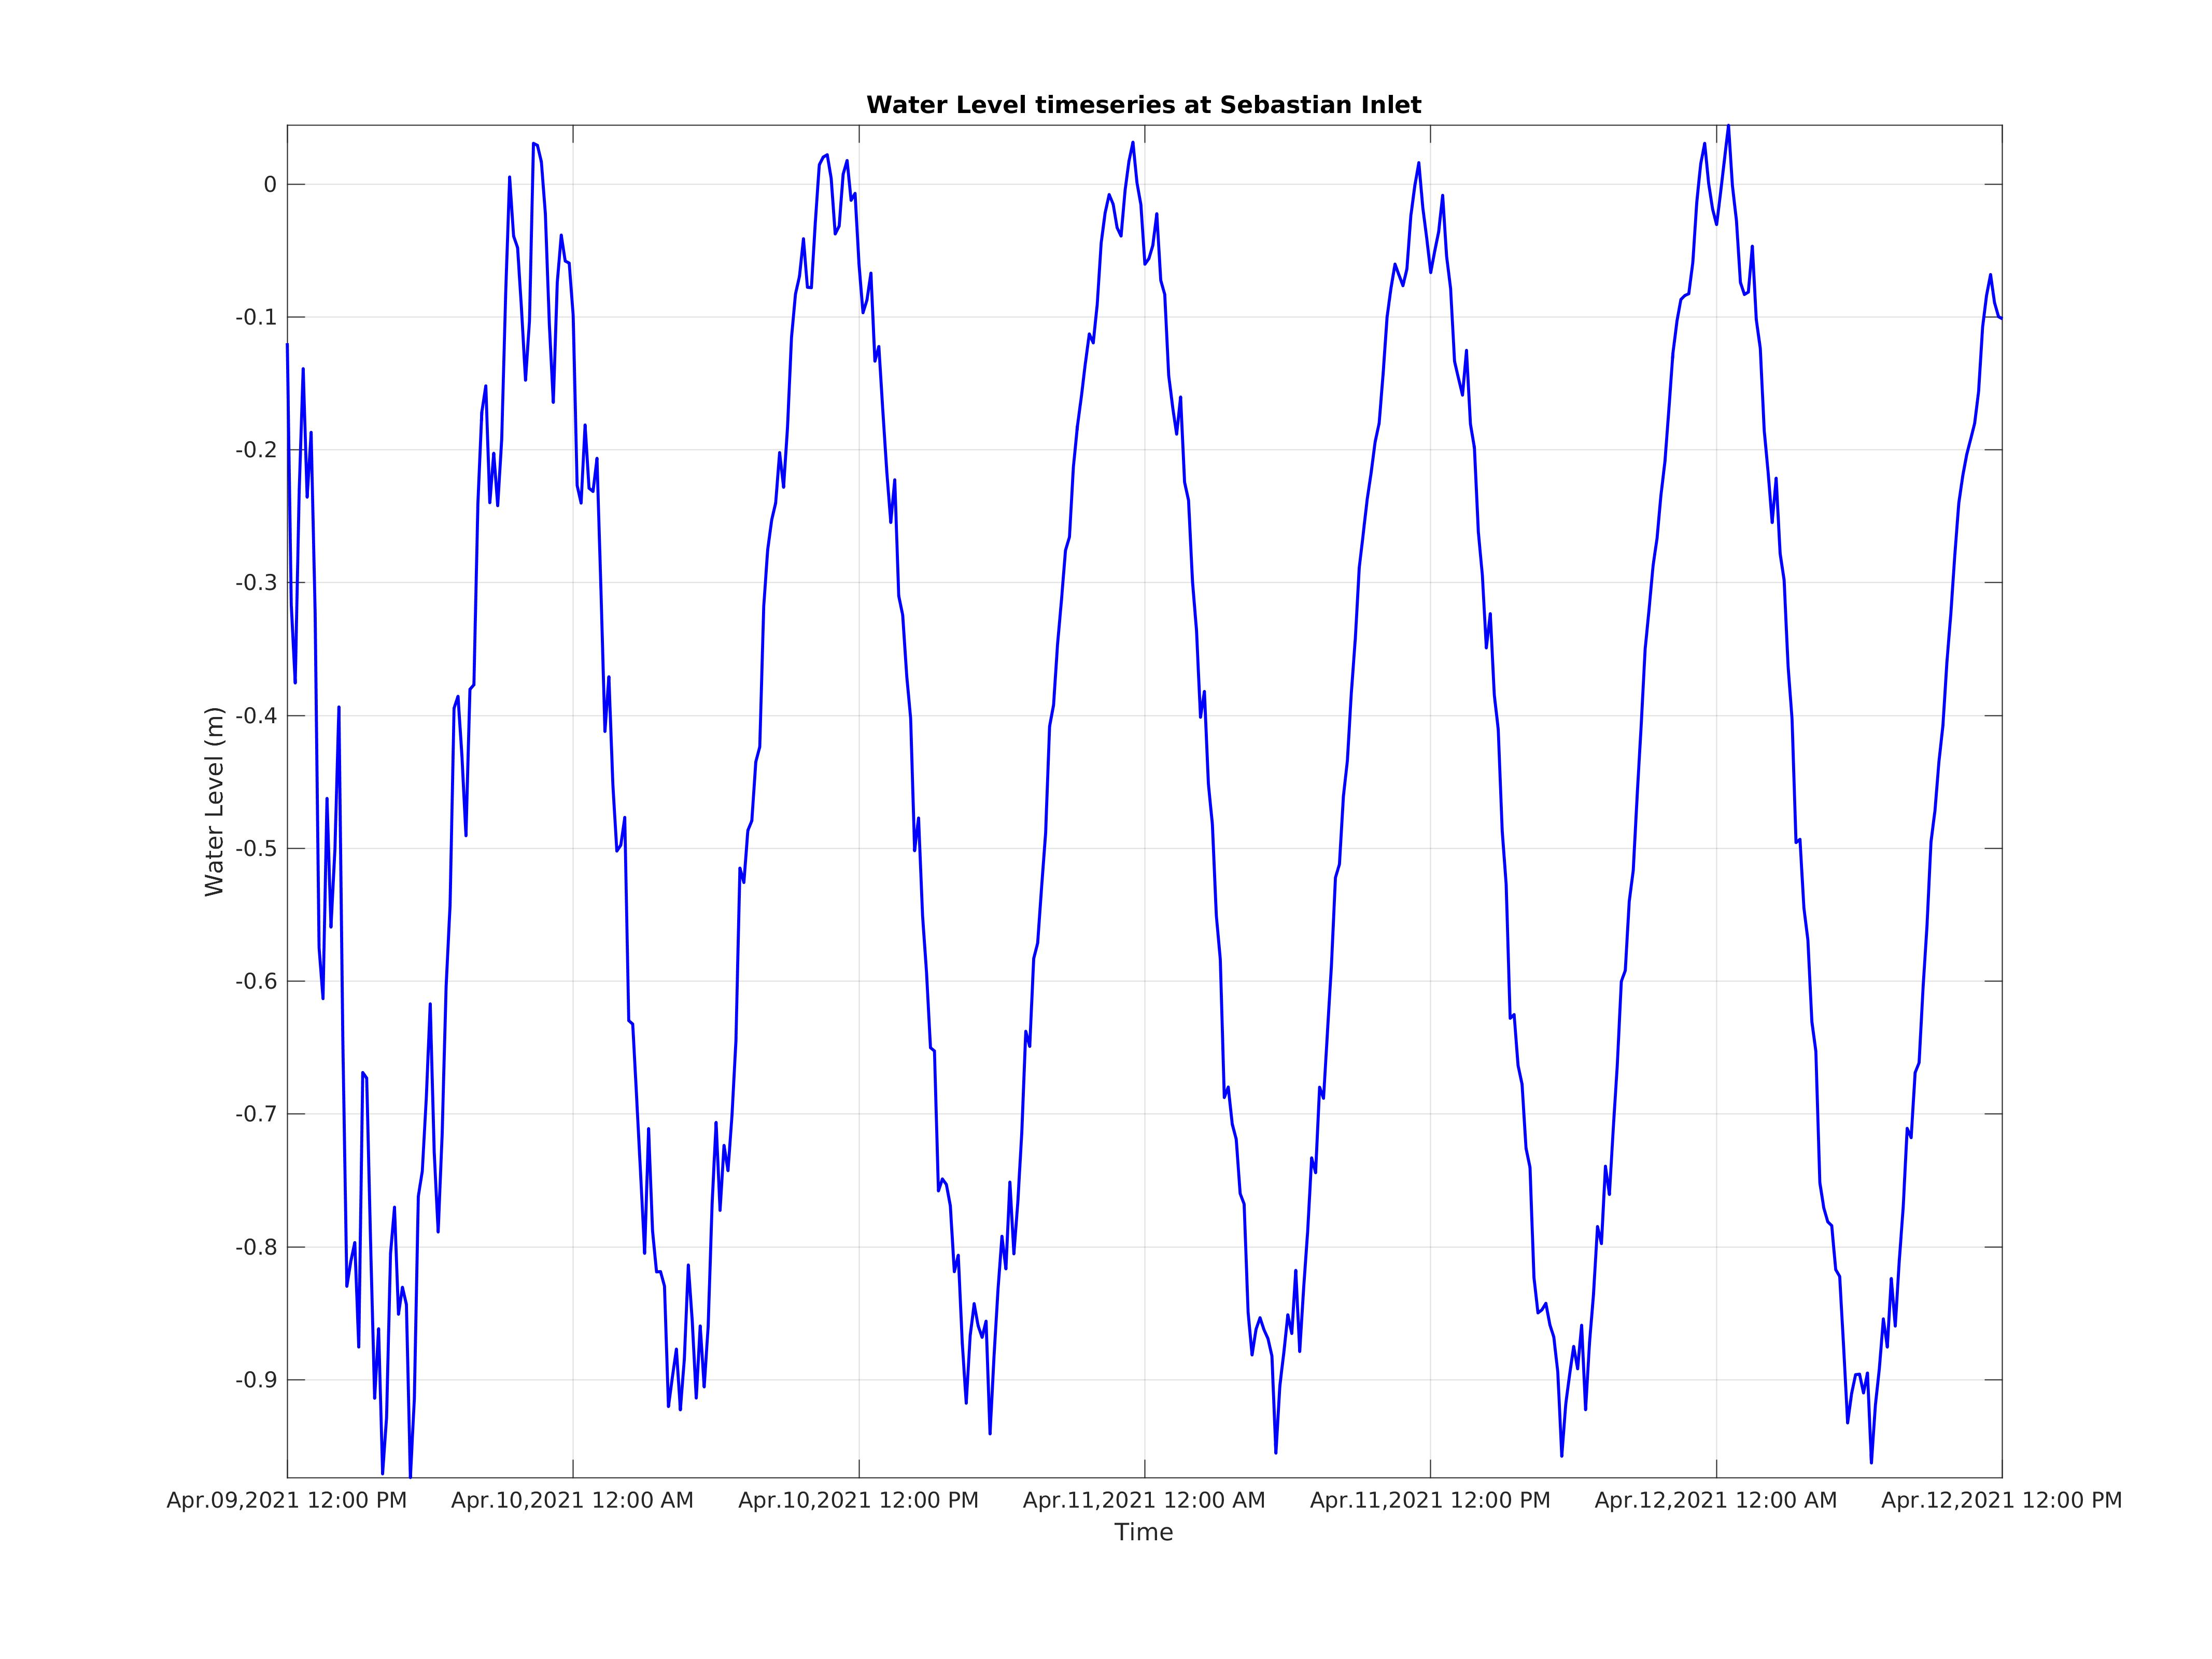 Water Level timeseries at Sebastian Inlet
0
-0.1
-0.2
-0.3
-0.4
-0.5
-0.6
-0.7
-0.8
-0.9
Water Level (m)
Apr.09,2021 12:00 PM Apr.10,2021 12:00 AM Apr.10,2021 12:00 PM Apr.11,2021 12:00 AM Apr.11,2021 12:00 PM Apr.12,2021 12:00 AM Apr.12,2021 12:00 PM
Time